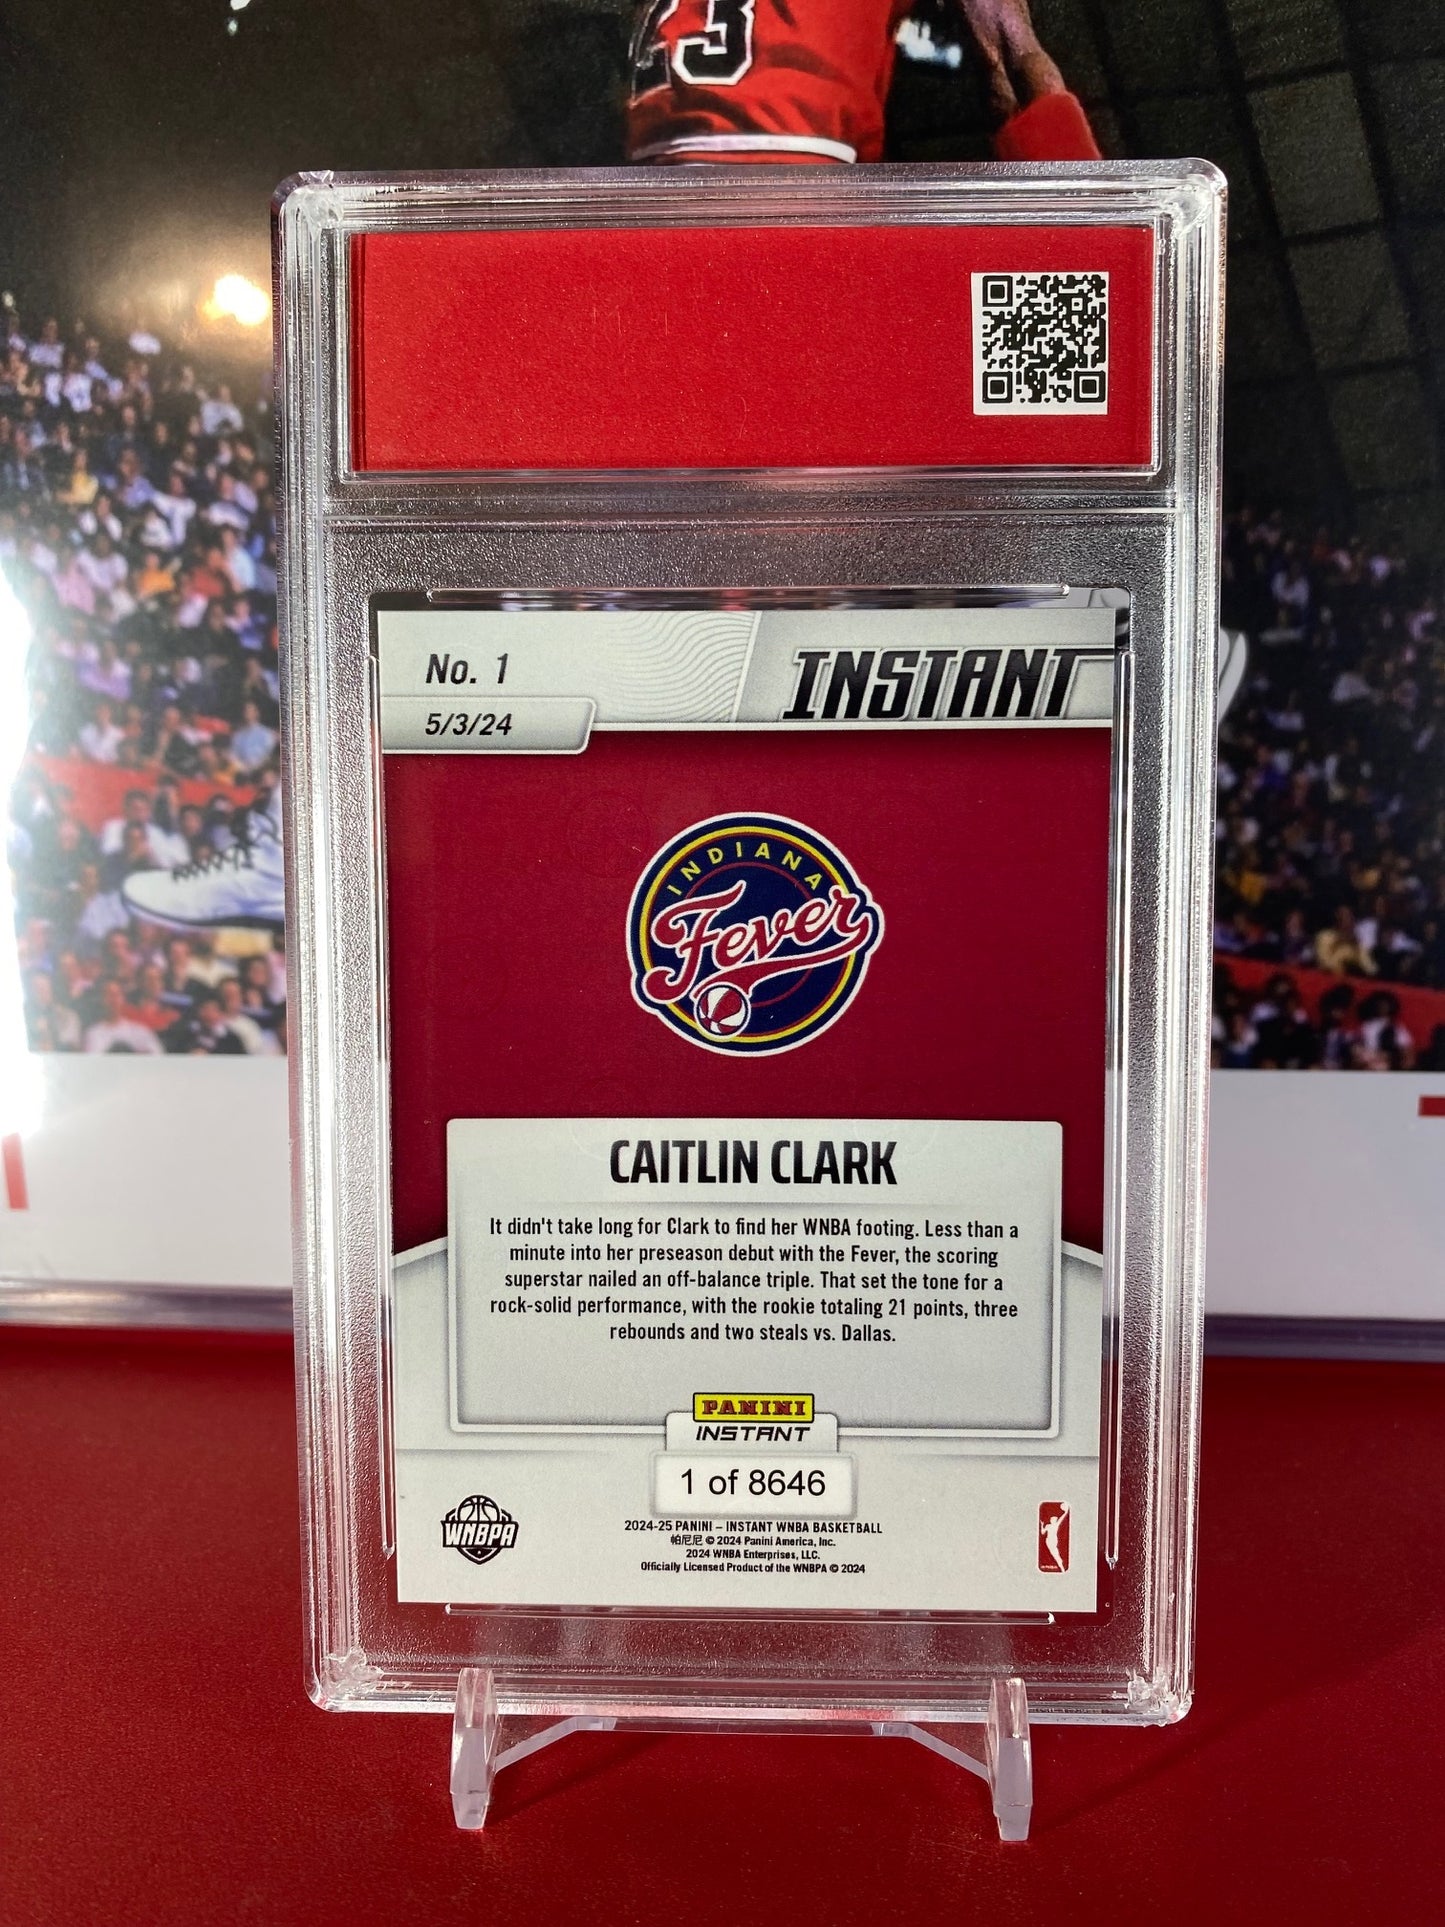 23
No. 1
INSTANT
5/3/24
INDIANA
Fever
CAITLIN CLARK
It didn't take long for Clark to find her WNBA footing. Less than a
minute into her preseason debut with the Fever, the scoring
superstar nailed an off-balance triple. That set the tone for a
rock-solid performance, with the rookie totaling 21 points, three
rebounds and two steals vs. Dallas.
PANINI
INSTANT
1 of 8646
WNBPA
2024-25 PANINI – INSTANT WNBA BASKETBALL
帕尼尼 © 2024 Panini America, Inc.
2024 WNBA Enterprises, LLC.
Officially Licensed Product of the WNBPA © 2024